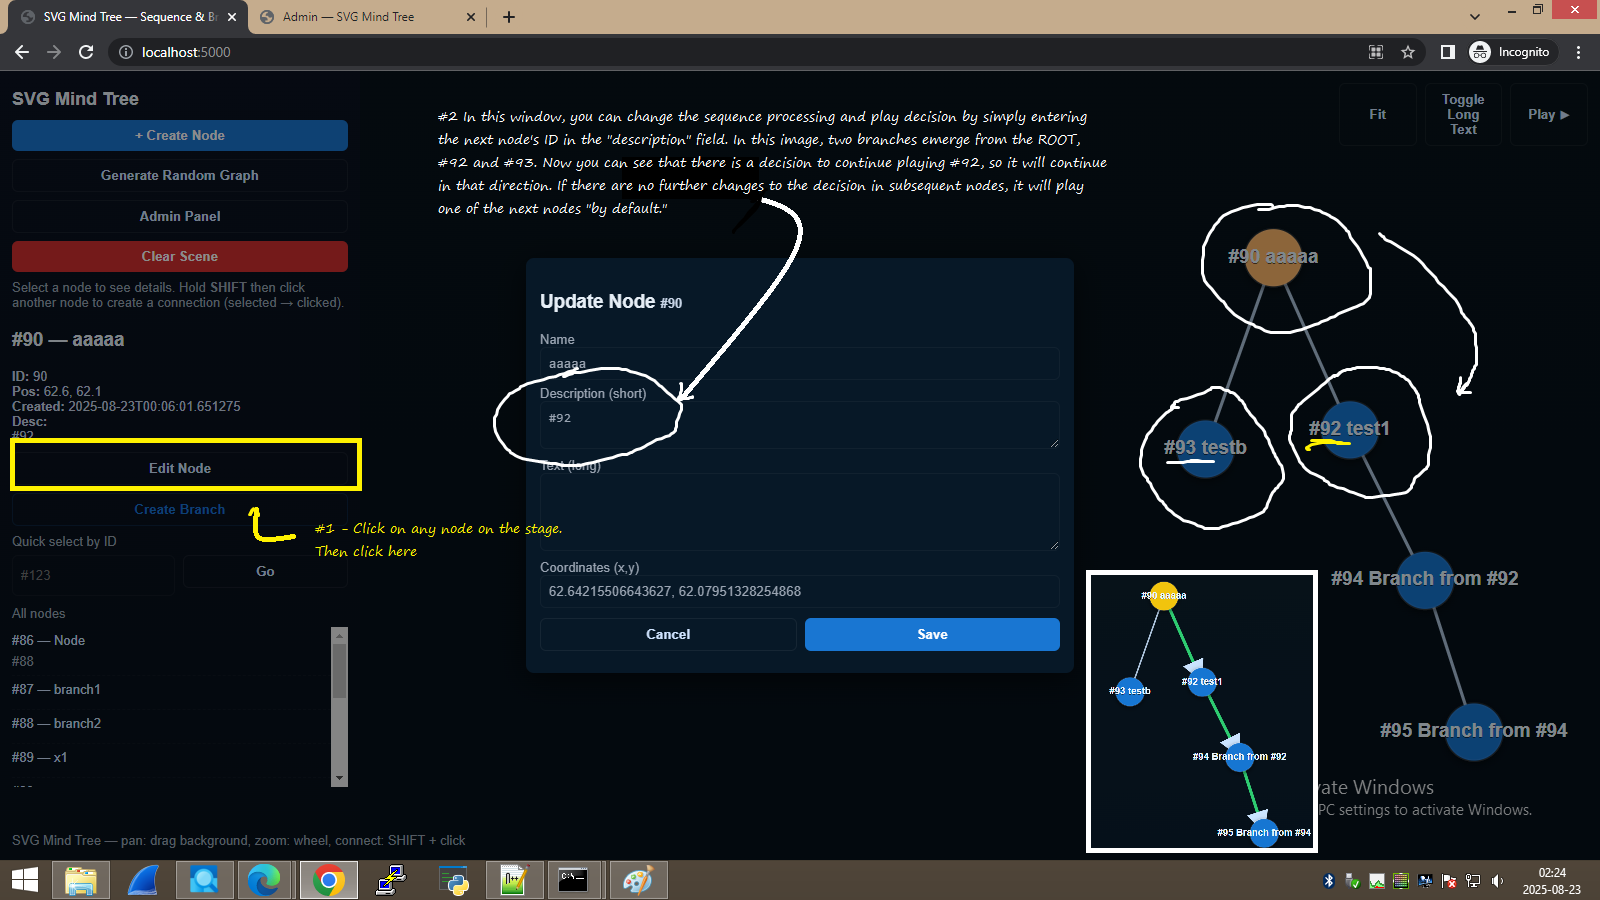 SVG Mind Tree — Sequence & Br
Admin — SVG Mind Tree
localhost:5000
Incognito
SVG Mind Tree
+ Create Node
Generate Random Graph
Admin Panel
Clear Scene
Select a node to see details. Hold SHIFT then click
another node to create a connection (selected → clicked).
#90 — aaaaa
ID: 90
Pos: 62.6, 62.1
Created: 2025-08-23T00:06:01.651275
Desc:
#92
Edit Node
Create Branch
#1 - Click on any node on the stage.
Then click here
Quick select by ID
#123
Go
All nodes
#86 — Node
#88
#87 — branch1
#88 — branch2
#89 — x1
SVG Mind Tree — pan: drag background, zoom: wheel, connect: SHIFT + click
#2 In this window, you can change the sequence processing and play decision by simply entering
the next node's ID in the "description" field. In this image, two branches emerge from the ROOT,
#92 and #93. Now you can see that there is a decision to continue playing #92, so it will continue
in that direction. If there are no further changes to the decision in subsequent nodes, it will play
one of the next nodes "by default."
Update Node #90
Name
aaaaa
Description (short)
#92
Text (long)
Coordinates (x,y)
62.64215506643627, 62.07951328254868
Cancel
Save
Fit
Toggle
Long
Text
Play ▶
#90 aaaaa
#93 testb
#92 test1
#94 Branch from #92
#95 Branch from #94
#90 aaaaa
#93 testb
#92 test1
#94 Branch from #92
#95 Branch from #94
vate Windows
PC settings to activate Windows.
C:\
02:24
2025-08-23